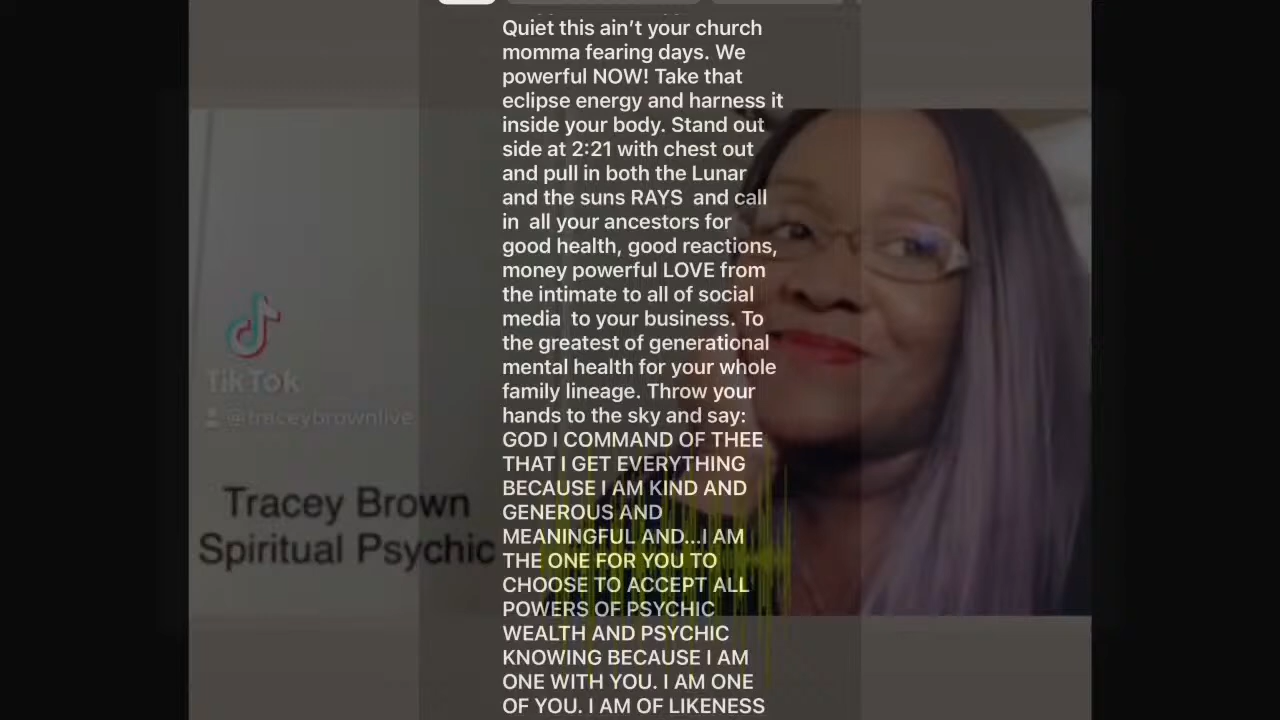 Quiet this ain’t your church
momma fearing days. We
powerful NOW! Take that
eclipse energy and harness it
inside your body. Stand out
side at 2:21 with chest out
and pull in both the Lunar
and the suns RAYS  and call
in  all your ancestors for
good health, good reactions,
money powerful LOVE from
the intimate to all of social
media  to your business. To
the greatest of generational
mental health for your whole
family lineage. Throw your
hands to the sky and say:
GOD I COMMAND OF THEE
THAT I GET EVERYTHING
BECAUSE I AM KIND AND
GENEROUS AND
MEANINGFUL AND...I AM
THE ONE FOR YOU TO
CHOOSE TO ACCEPT ALL
POWERS OF PSYCHIC
WEALTH AND PSYCHIC
KNOWING BECAUSE I AM
ONE WITH YOU. I AM ONE
OF YOU. I AM OF LIKENESS
TikTok
@traceybrownlive
Tracey Brown
Spiritual Psychic